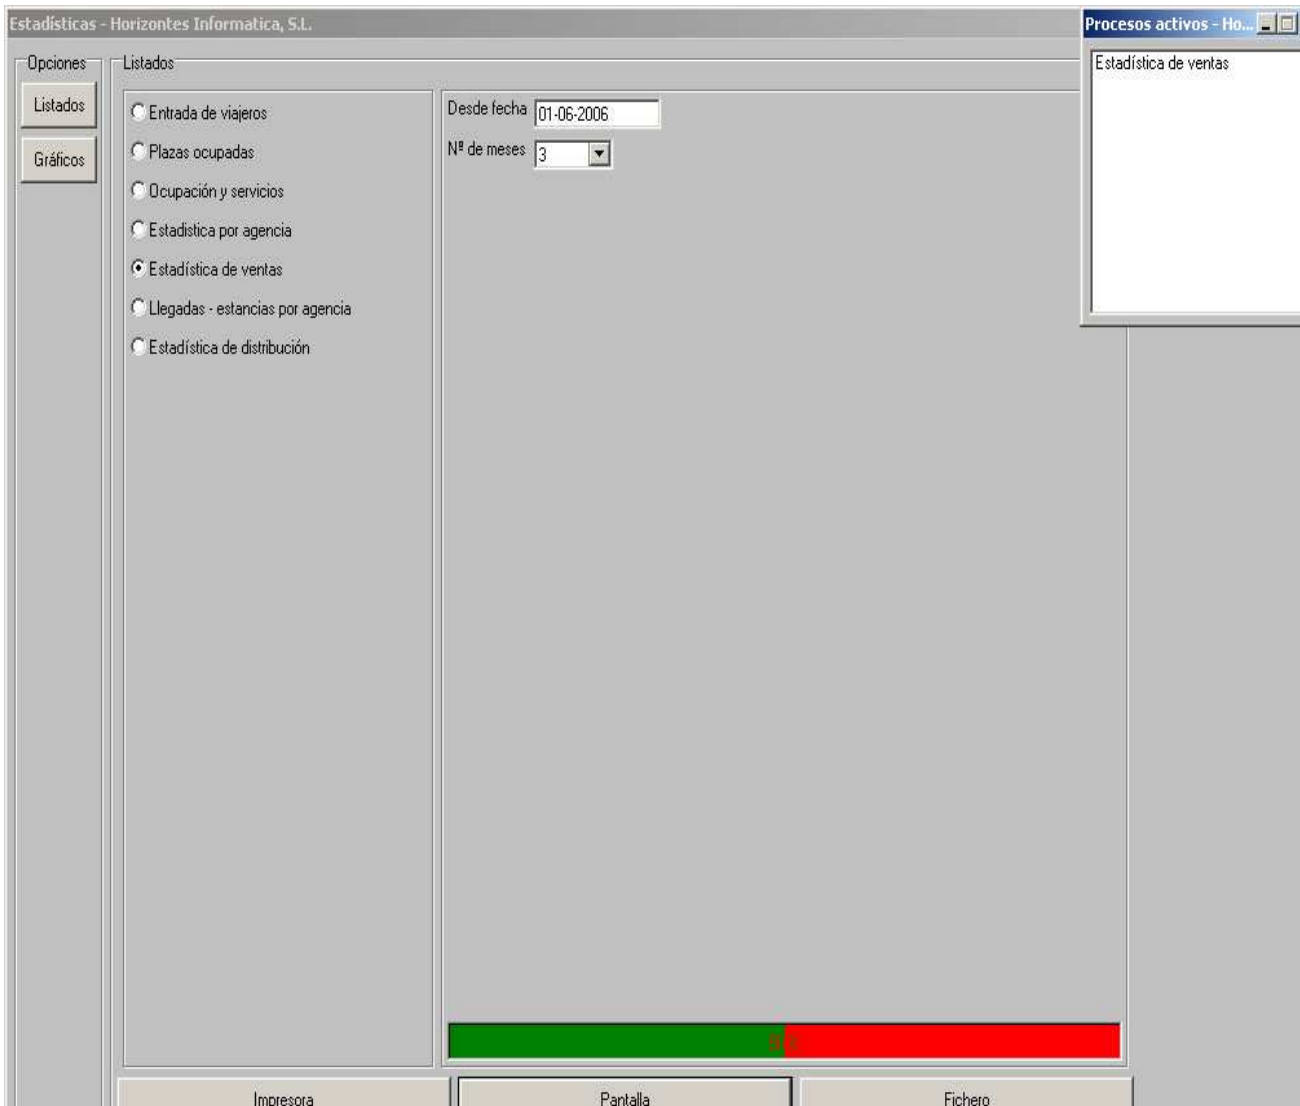 Estadísticas - Horizontes Informatica, S.L.
Procesos activos - Ho...
Estadística de ventas
Opciones
Listados
Gráficos
Listados
Entrada de viajeros
Plazas ocupadas
Ocupación y servicios
Estadistica por agencia
Estadística de ventas
Llegadas - estancias por agencia
Estadística de distribución
Desde fecha 01-06-2006
Nº de meses 3
Impresora
Pantalla
Fichero